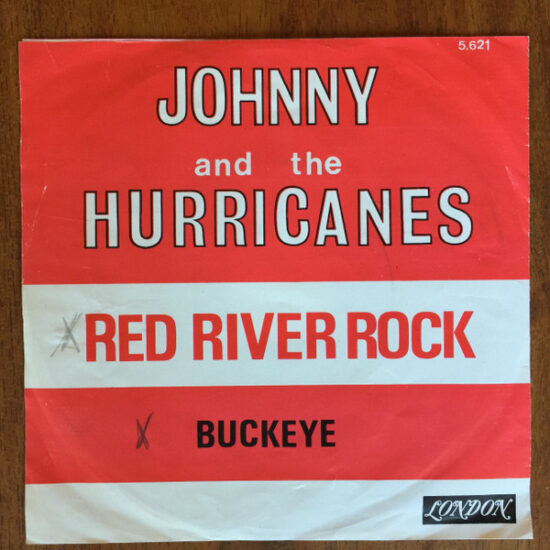 5.621
JOHNNY
and the
HURRICANES
X RED RIVER ROCK
X BUCKEYE
LONDON